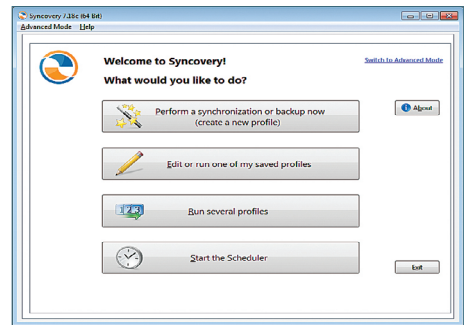 Syncovery 7.18c (64 Bit)
Advanced Mode Help
Welcome to Syncovery!
Switch to Advanced Mode
What would you like to do?
Perform a synchronization or backup now
(create a new profile)
About
Edit or run one of my saved profiles
123
Run several profiles
Start the Scheduler
Exit